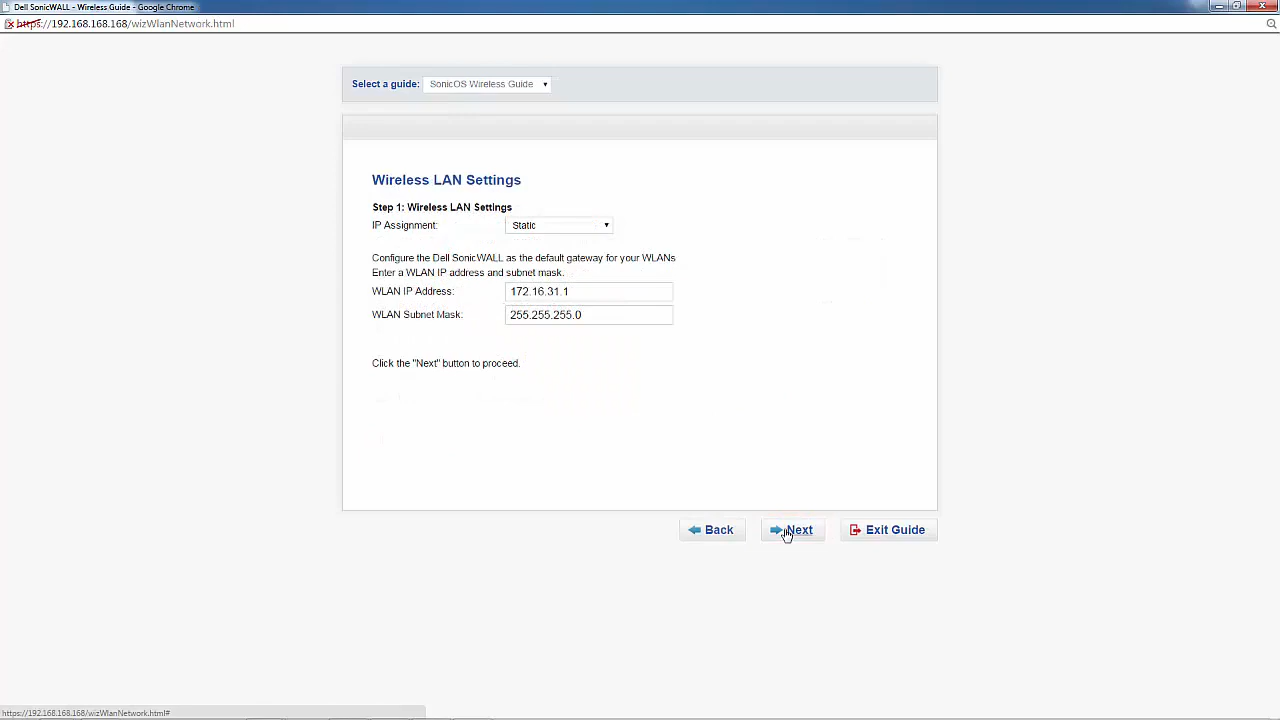 Dell SonicWALL - Wireless Guide - Google Chrome
https://192.168.168.168/wizWlanNetwork.html
Select a guide: SonicOS Wireless Guide
Wireless LAN Settings
Step 1: Wireless LAN Settings
IP Assignment: Static
Configure the Dell SonicWALL as the default gateway for your WLANs
Enter a WLAN IP address and subnet mask.
WLAN IP Address: 172.16.31.1
WLAN Subnet Mask: 255.255.255.0
Click the "Next" button to proceed.
Back Next Exit Guide
https://192.168.168.168/wizWlanNetwork.html#